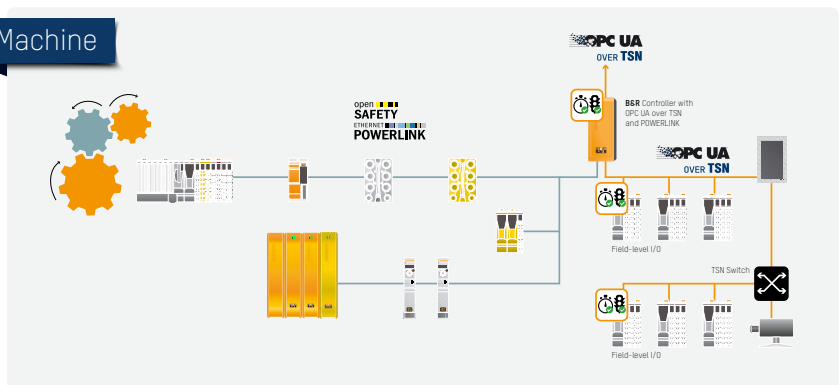 Machine
OPC UA
OVER TSN
B&R Controller with
OPC UA over TSN
and POWERLINK
open
SAFETY
ETHERNET
POWERLINK
OPC UA
OVER TSN
Field-level I/O
TSN Switch
Field-level I/O